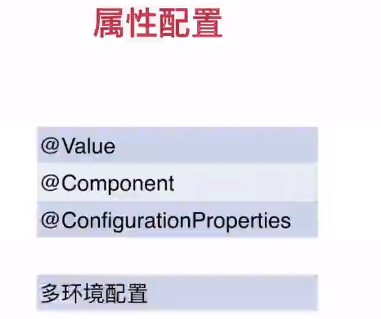 属性配置
@Value
@Component
@ConfigurationProperties
多环境配置